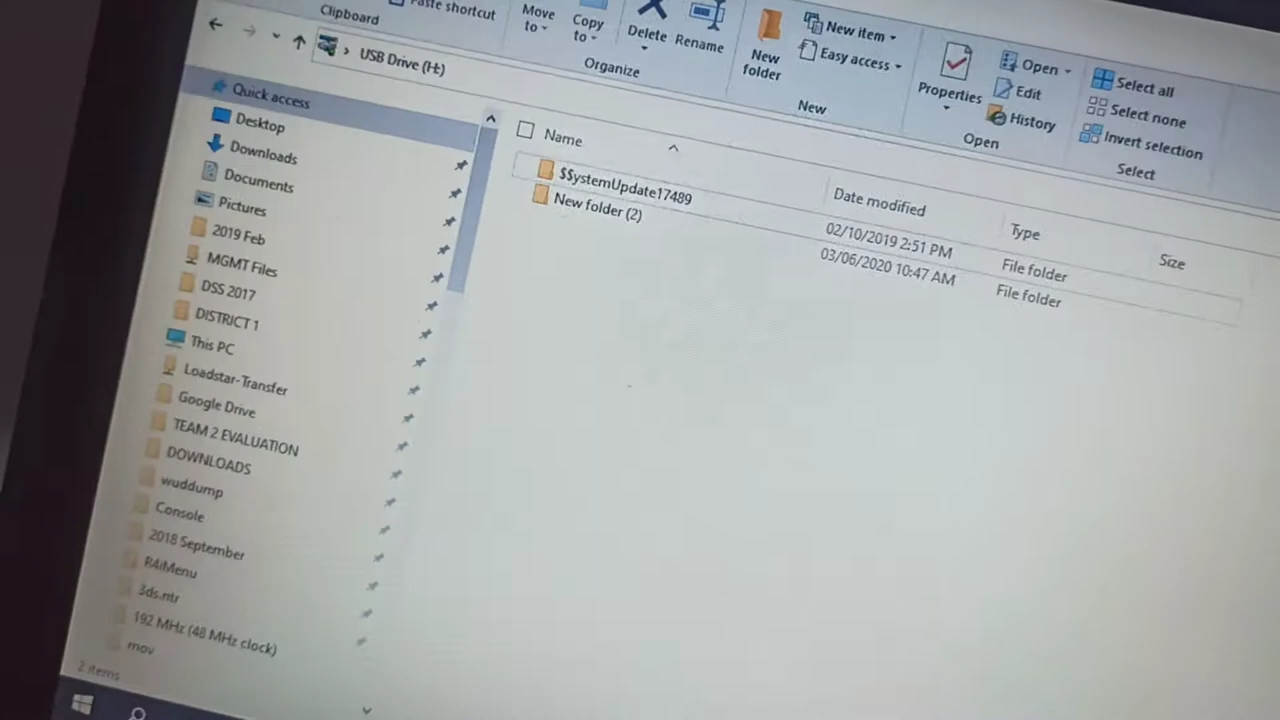 Clipboard
Paste shortcut
Move to
Copy to
Delete
Rename
Organize
New folder
New item
Easy access
New
Properties
Open
Edit
History
Open
Select all
Select none
Invert selection
Select
USB Drive (H:)
Quick access
Desktop
Downloads
Documents
Pictures
2019 Feb
MGMT Files
DSS 2017
DISTRICT 1
This PC
Loadstar-Transfer
Google Drive
TEAM 2 EVALUATION
DOWNLOADS
wuddump
Console
2018 September
R4iMenu
3ds.ntr
192 MHz (48 MHz clock)
mov
Name
Date modified
Type
Size
$SystemUpdate17489
02/10/2019 2:51 PM
File folder
New folder (2)
03/06/2020 10:47 AM
File folder
2 items